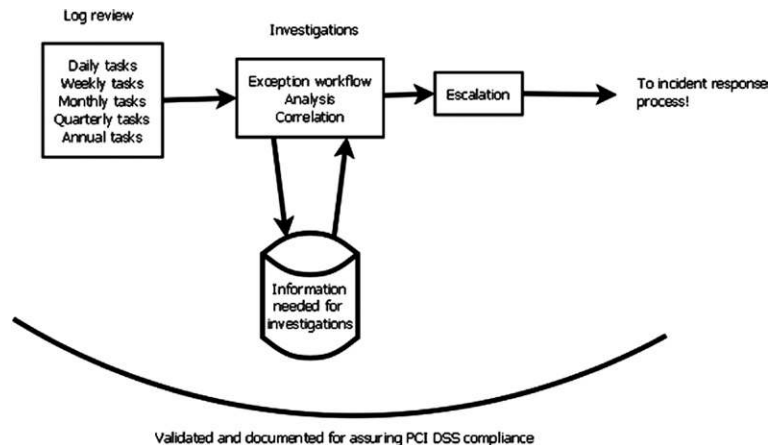 Log review
Daily tasks
Weekly tasks
Monthly tasks
Quarterly tasks
Annual tasks
Investigations
Exception workflow
Analysis
Correlation
Escalation
To incident response
process!
Information
needed for
investigations
Validated and documented for assuring PCI DSS compliance